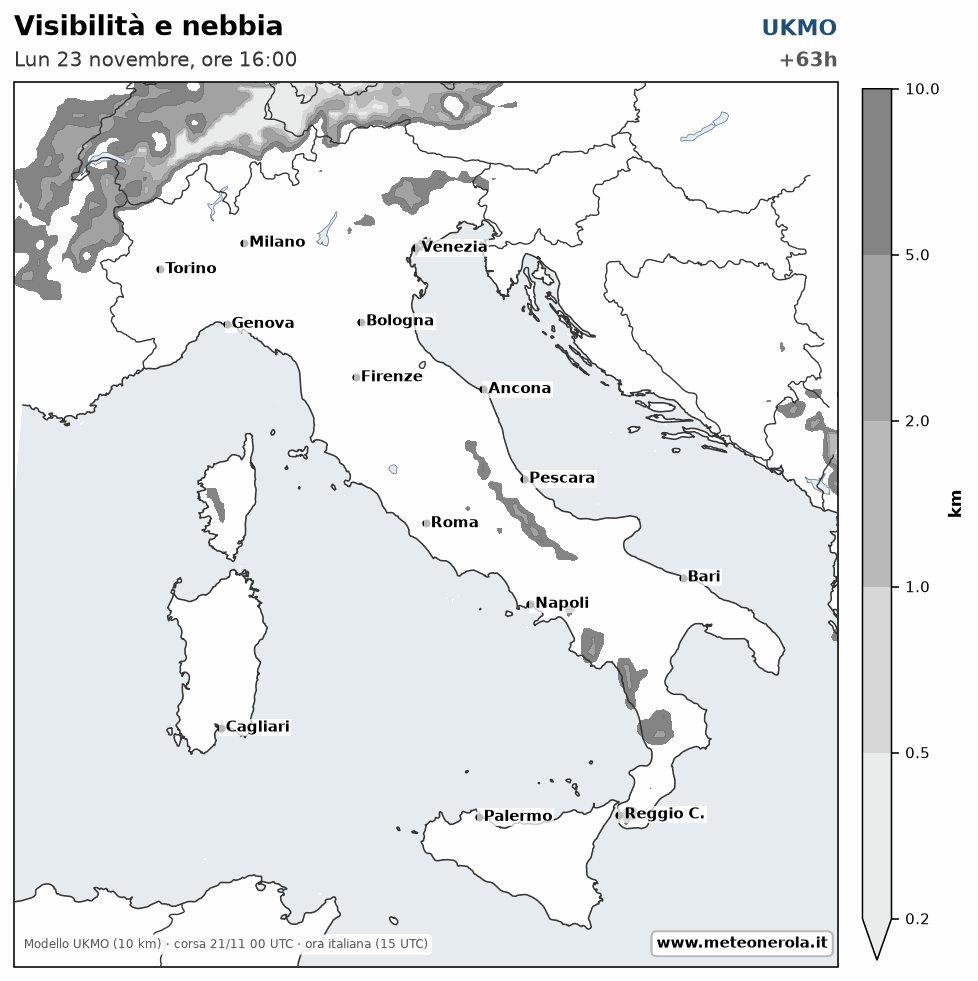 Visibilità e nebbia
UKMO
Lun 23 novembre, ore 16:00
+63h
10.0
5.0
2.0
1.0
0.5
0.2
km
Milano
Venezia
Torino
Genova
Bologna
Firenze
Ancona
Pescara
Roma
Bari
Napoli
Cagliari
Palermo
Reggio C.
Modello UKMO (10 km) · corsa 21/11 00 UTC · ora italiana (15 UTC)
www.meteonerola.it